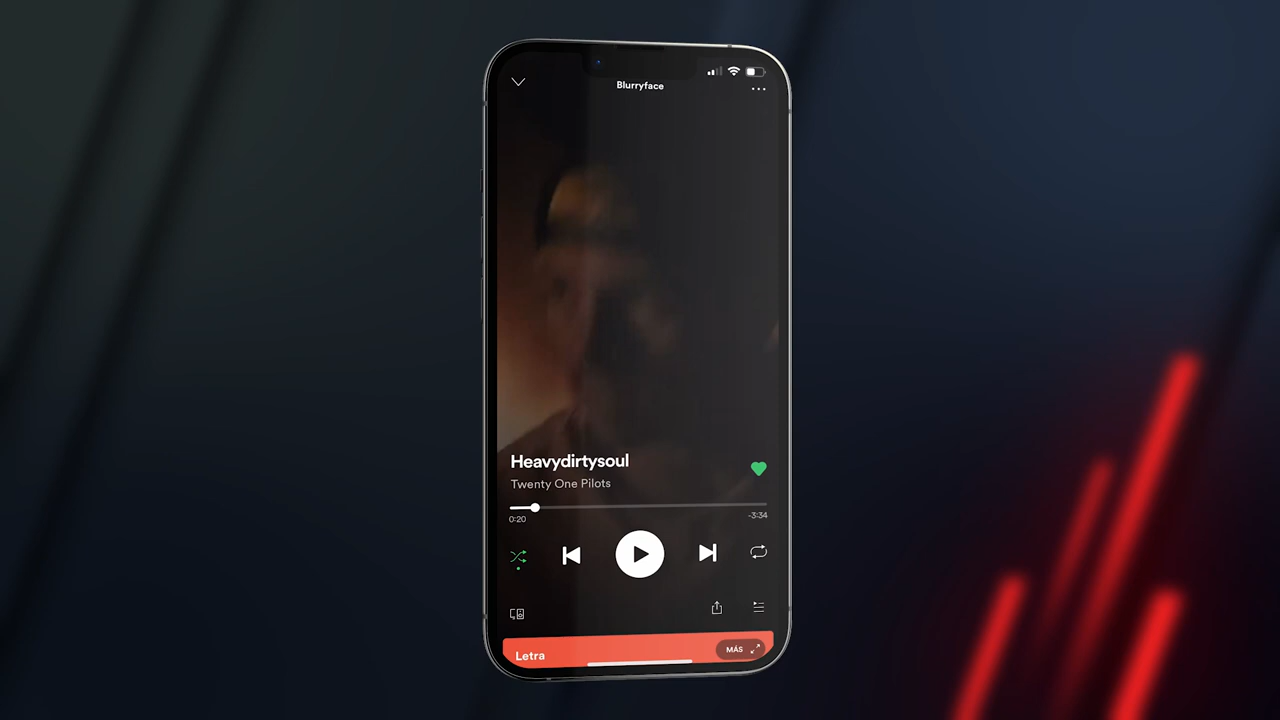 Blurryface
Heavydirtysoul
Twenty One Pilots
0:20
-3:34
Letra
MÁS